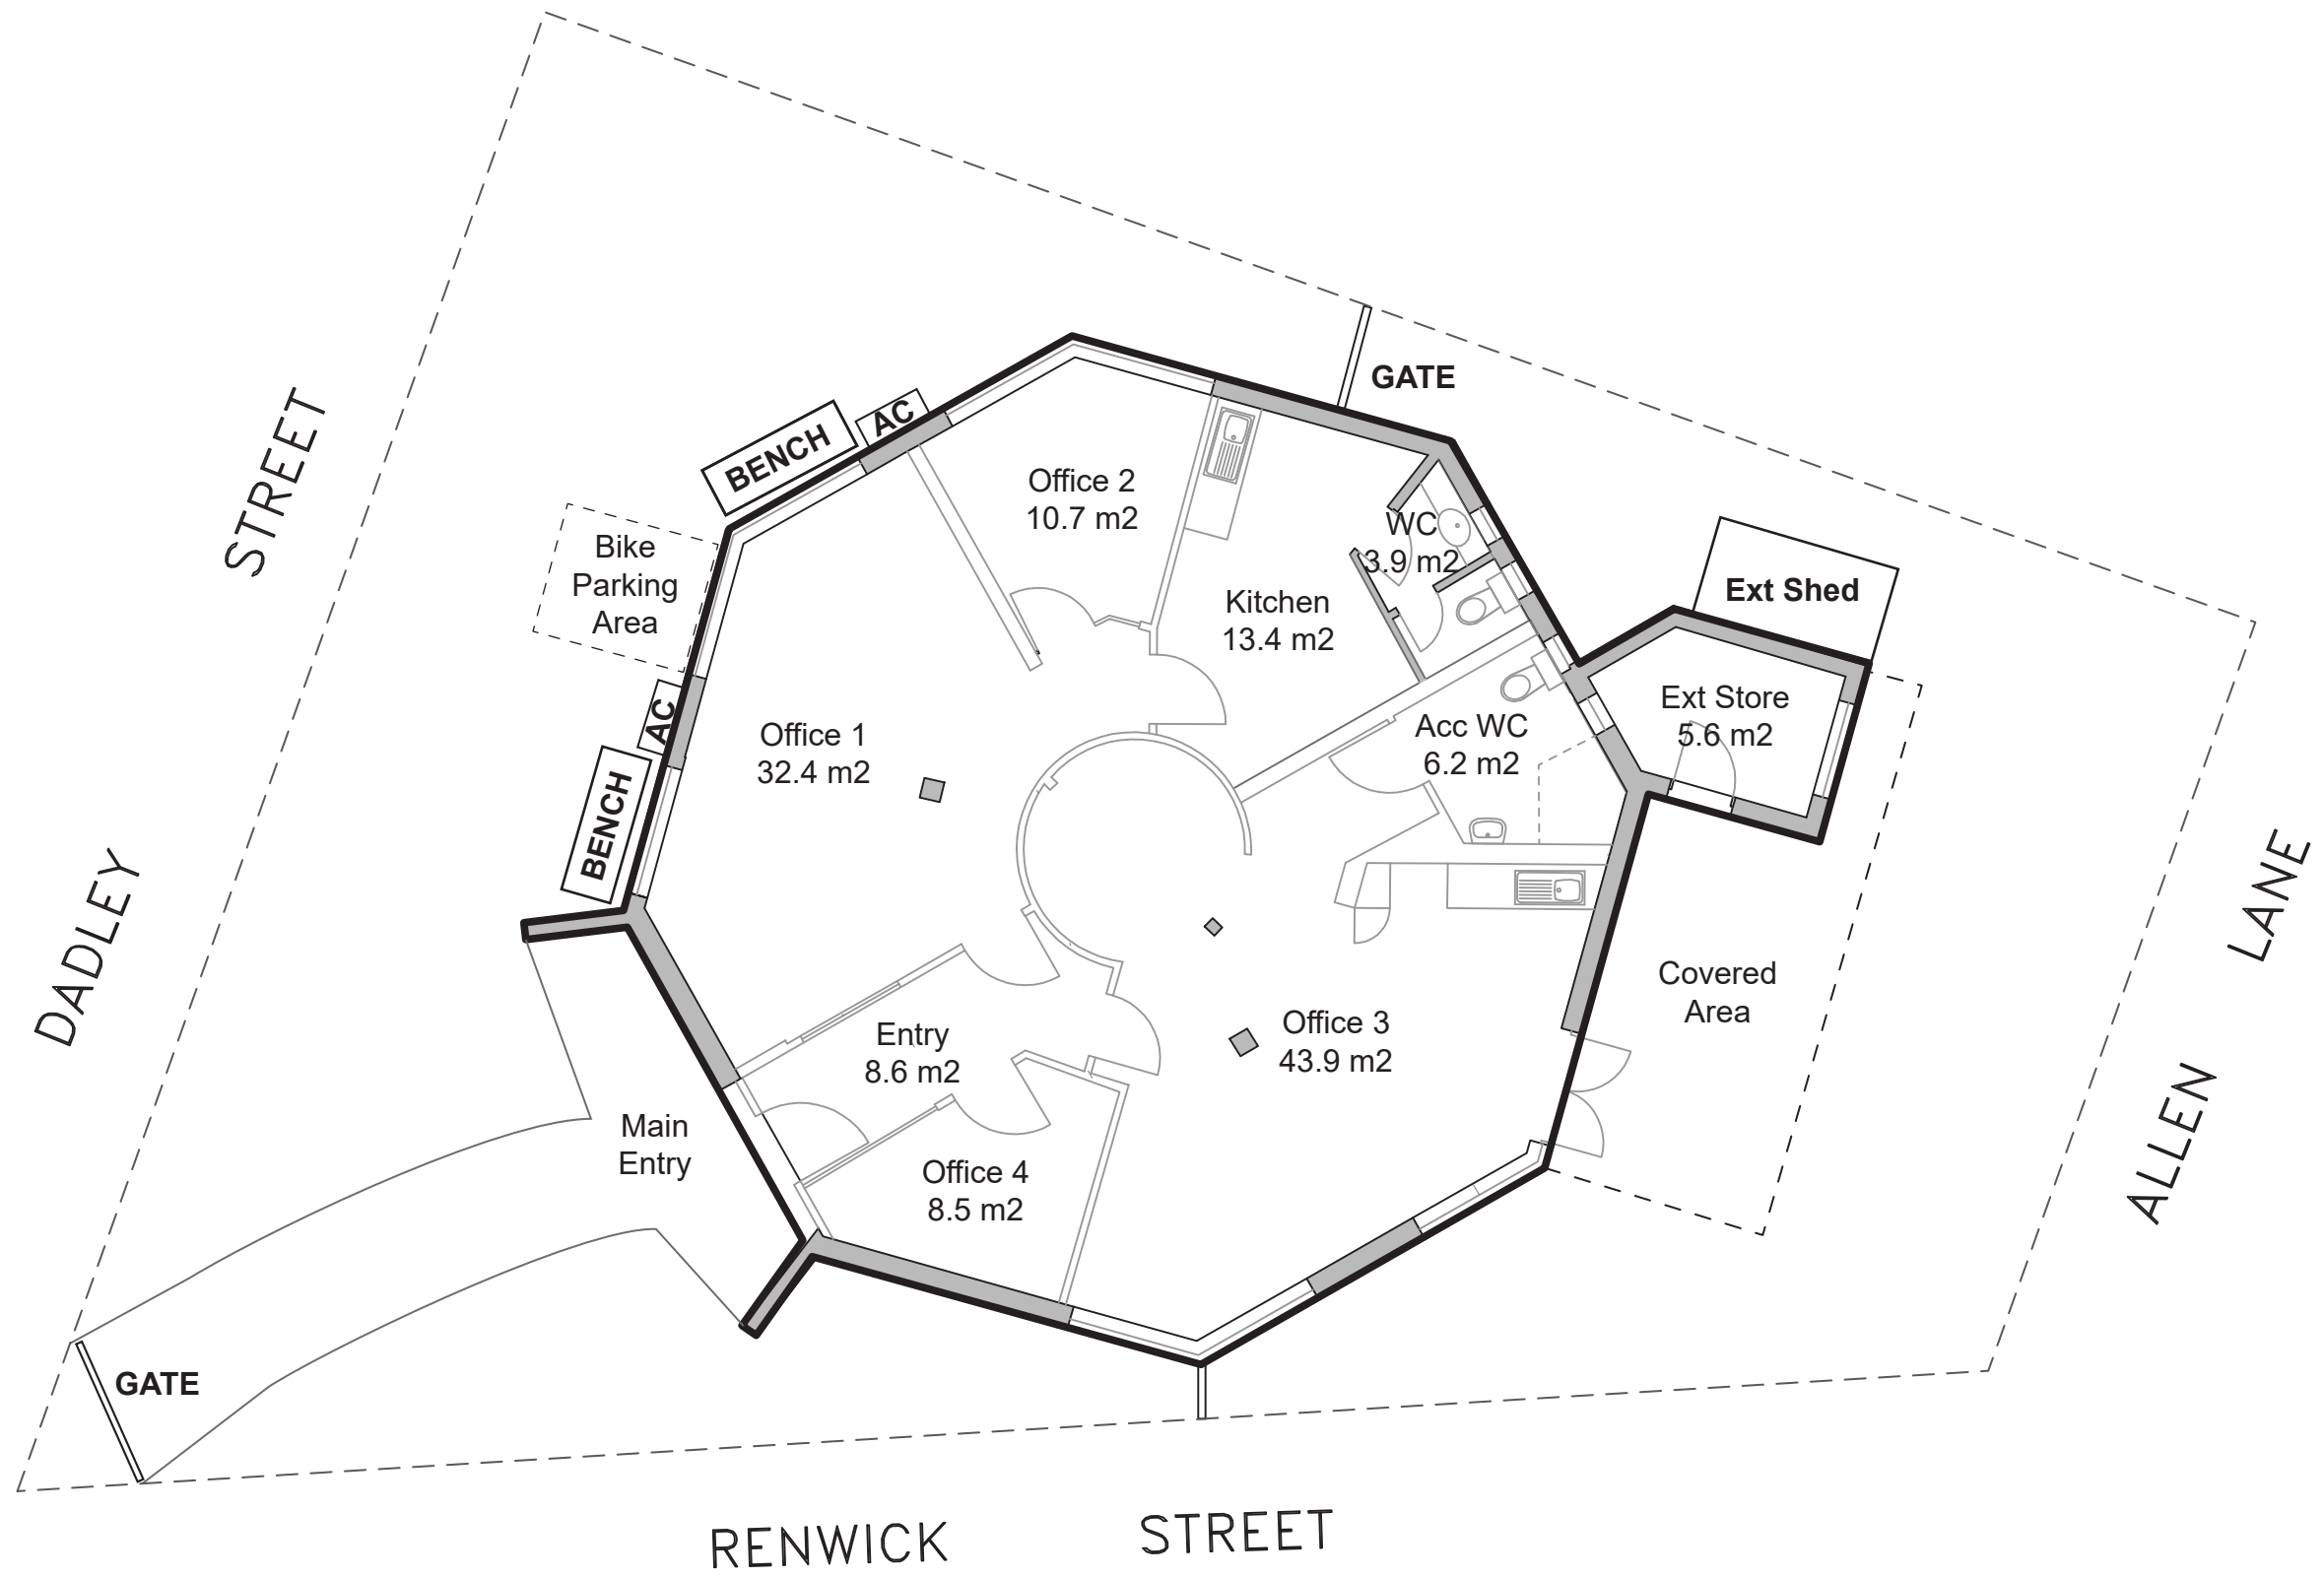 GATE
BENCH
AC
Office 2
10.7 m2
WC
3.9 m2
Bike
Parking
Area
Ext Shed
Kitchen
13.4 m2
STREET
DADLEY
AC
BENCH
Office 1
32.4 m2
Acc WC
6.2 m2
Ext Store
5.6 m2
Covered
Area
LANE
ALLEN
Entry
8.6 m2
Office 3
43.9 m2
Main
Entry
Office 4
8.5 m2
GATE
RENWICK STREET